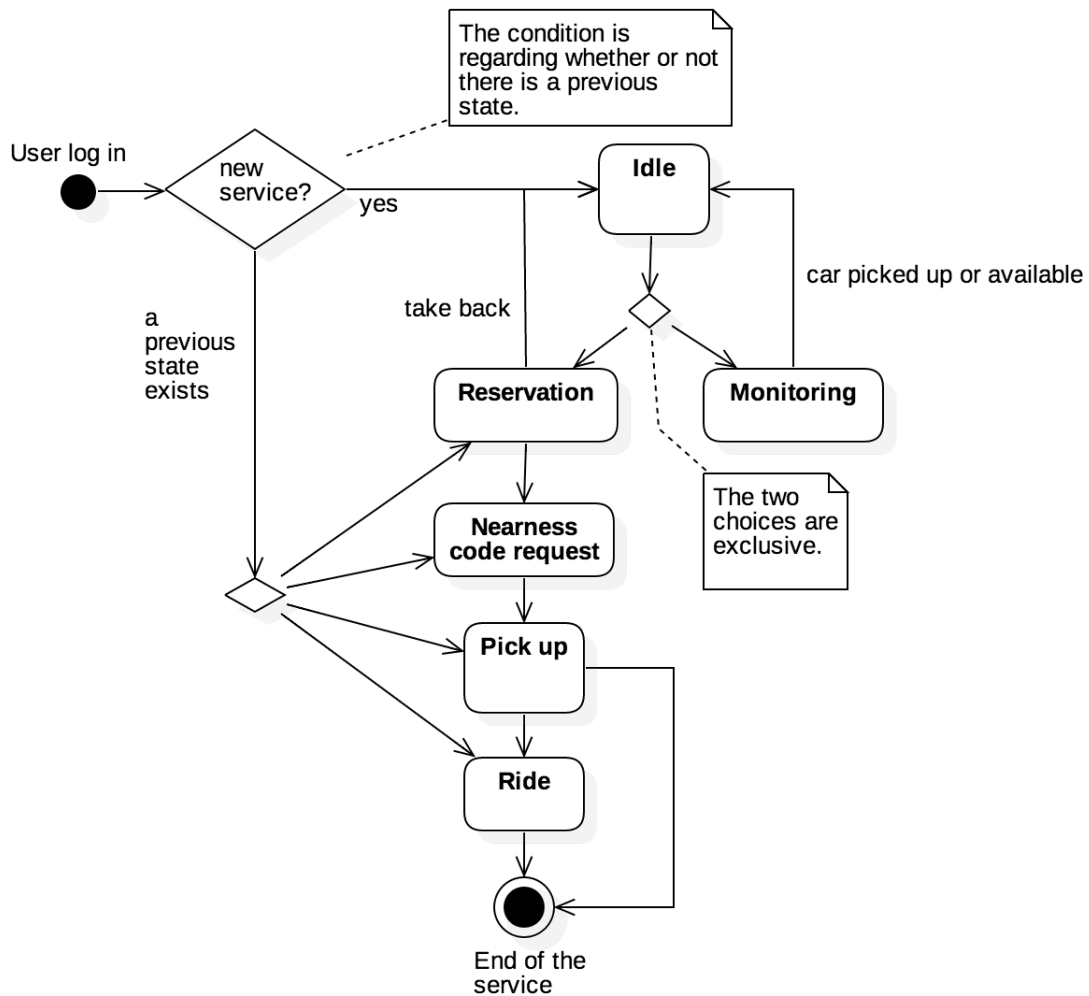 The condition is
regarding whether or not
there is a previous
state.
User log in
new
service?
yes
Idle
car picked up or available
take back
a
previous
state
exists
Reservation
Monitoring
The two
choices are
exclusive.
Nearness
code request
Pick up
Ride
End of the
service